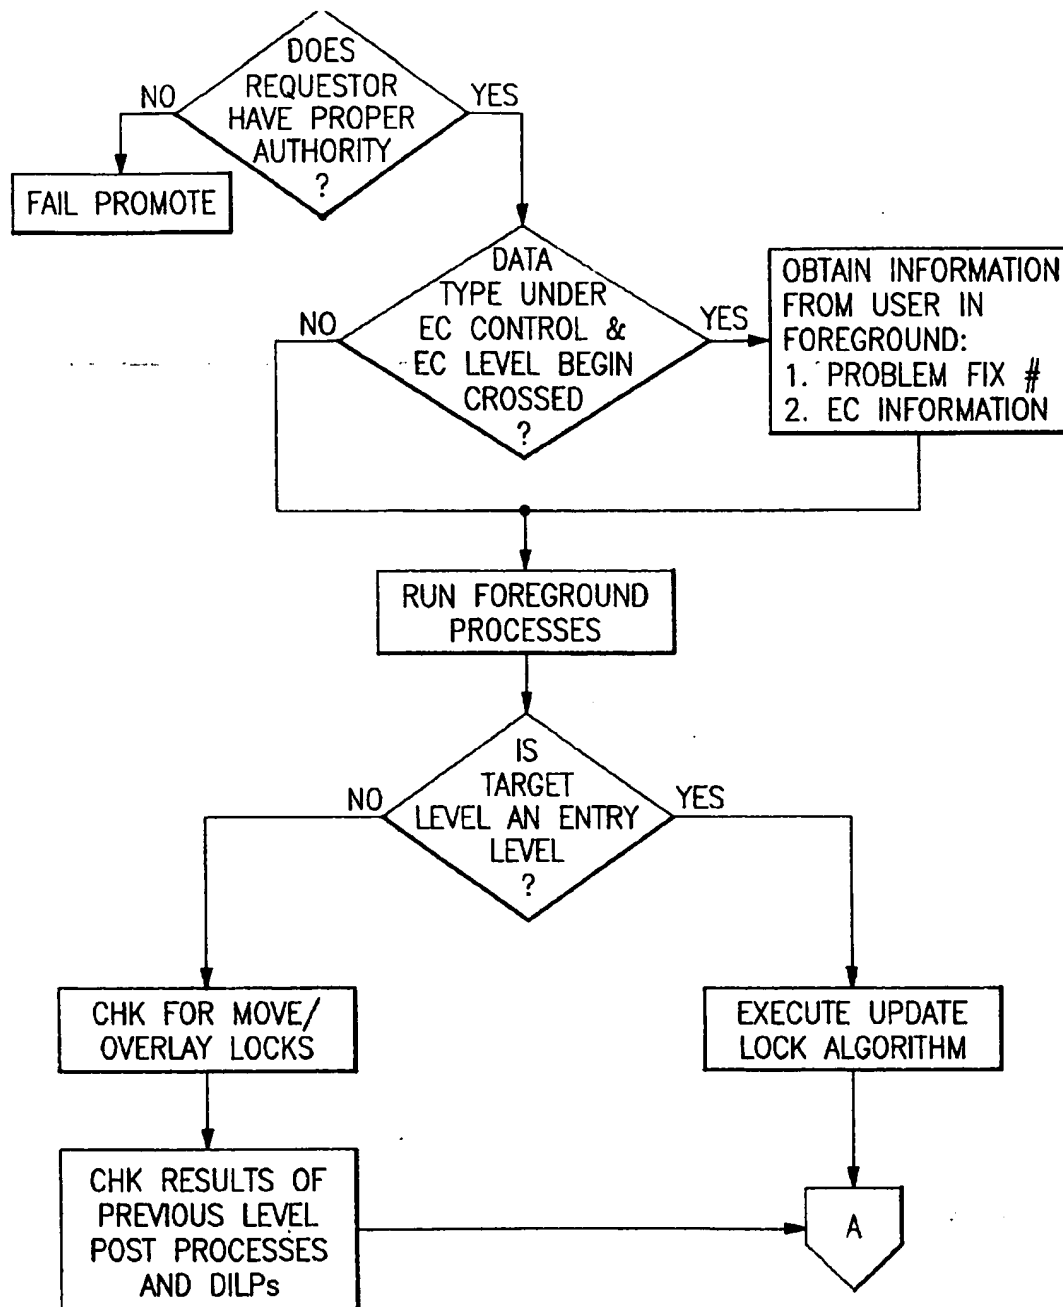 DOES
REQUESTOR
HAVE PROPER
AUTHORITY
?
NO
YES
FAIL PROMOTE
DATA
TYPE UNDER
EC CONTROL &
EC LEVEL BEGIN
CROSSED
?
NO
YES
OBTAIN INFORMATION
FROM USER IN
FOREGROUND:
1. PROBLEM FIX #
2. EC INFORMATION
RUN FOREGROUND
PROCESSES
IS
TARGET
LEVEL AN ENTRY
LEVEL
?
NO
YES
CHK FOR MOVE/
OVERLAY LOCKS
EXECUTE UPDATE
LOCK ALGORITHM
CHK RESULTS OF
PREVIOUS LEVEL
POST PROCESSES
AND DILPs
A